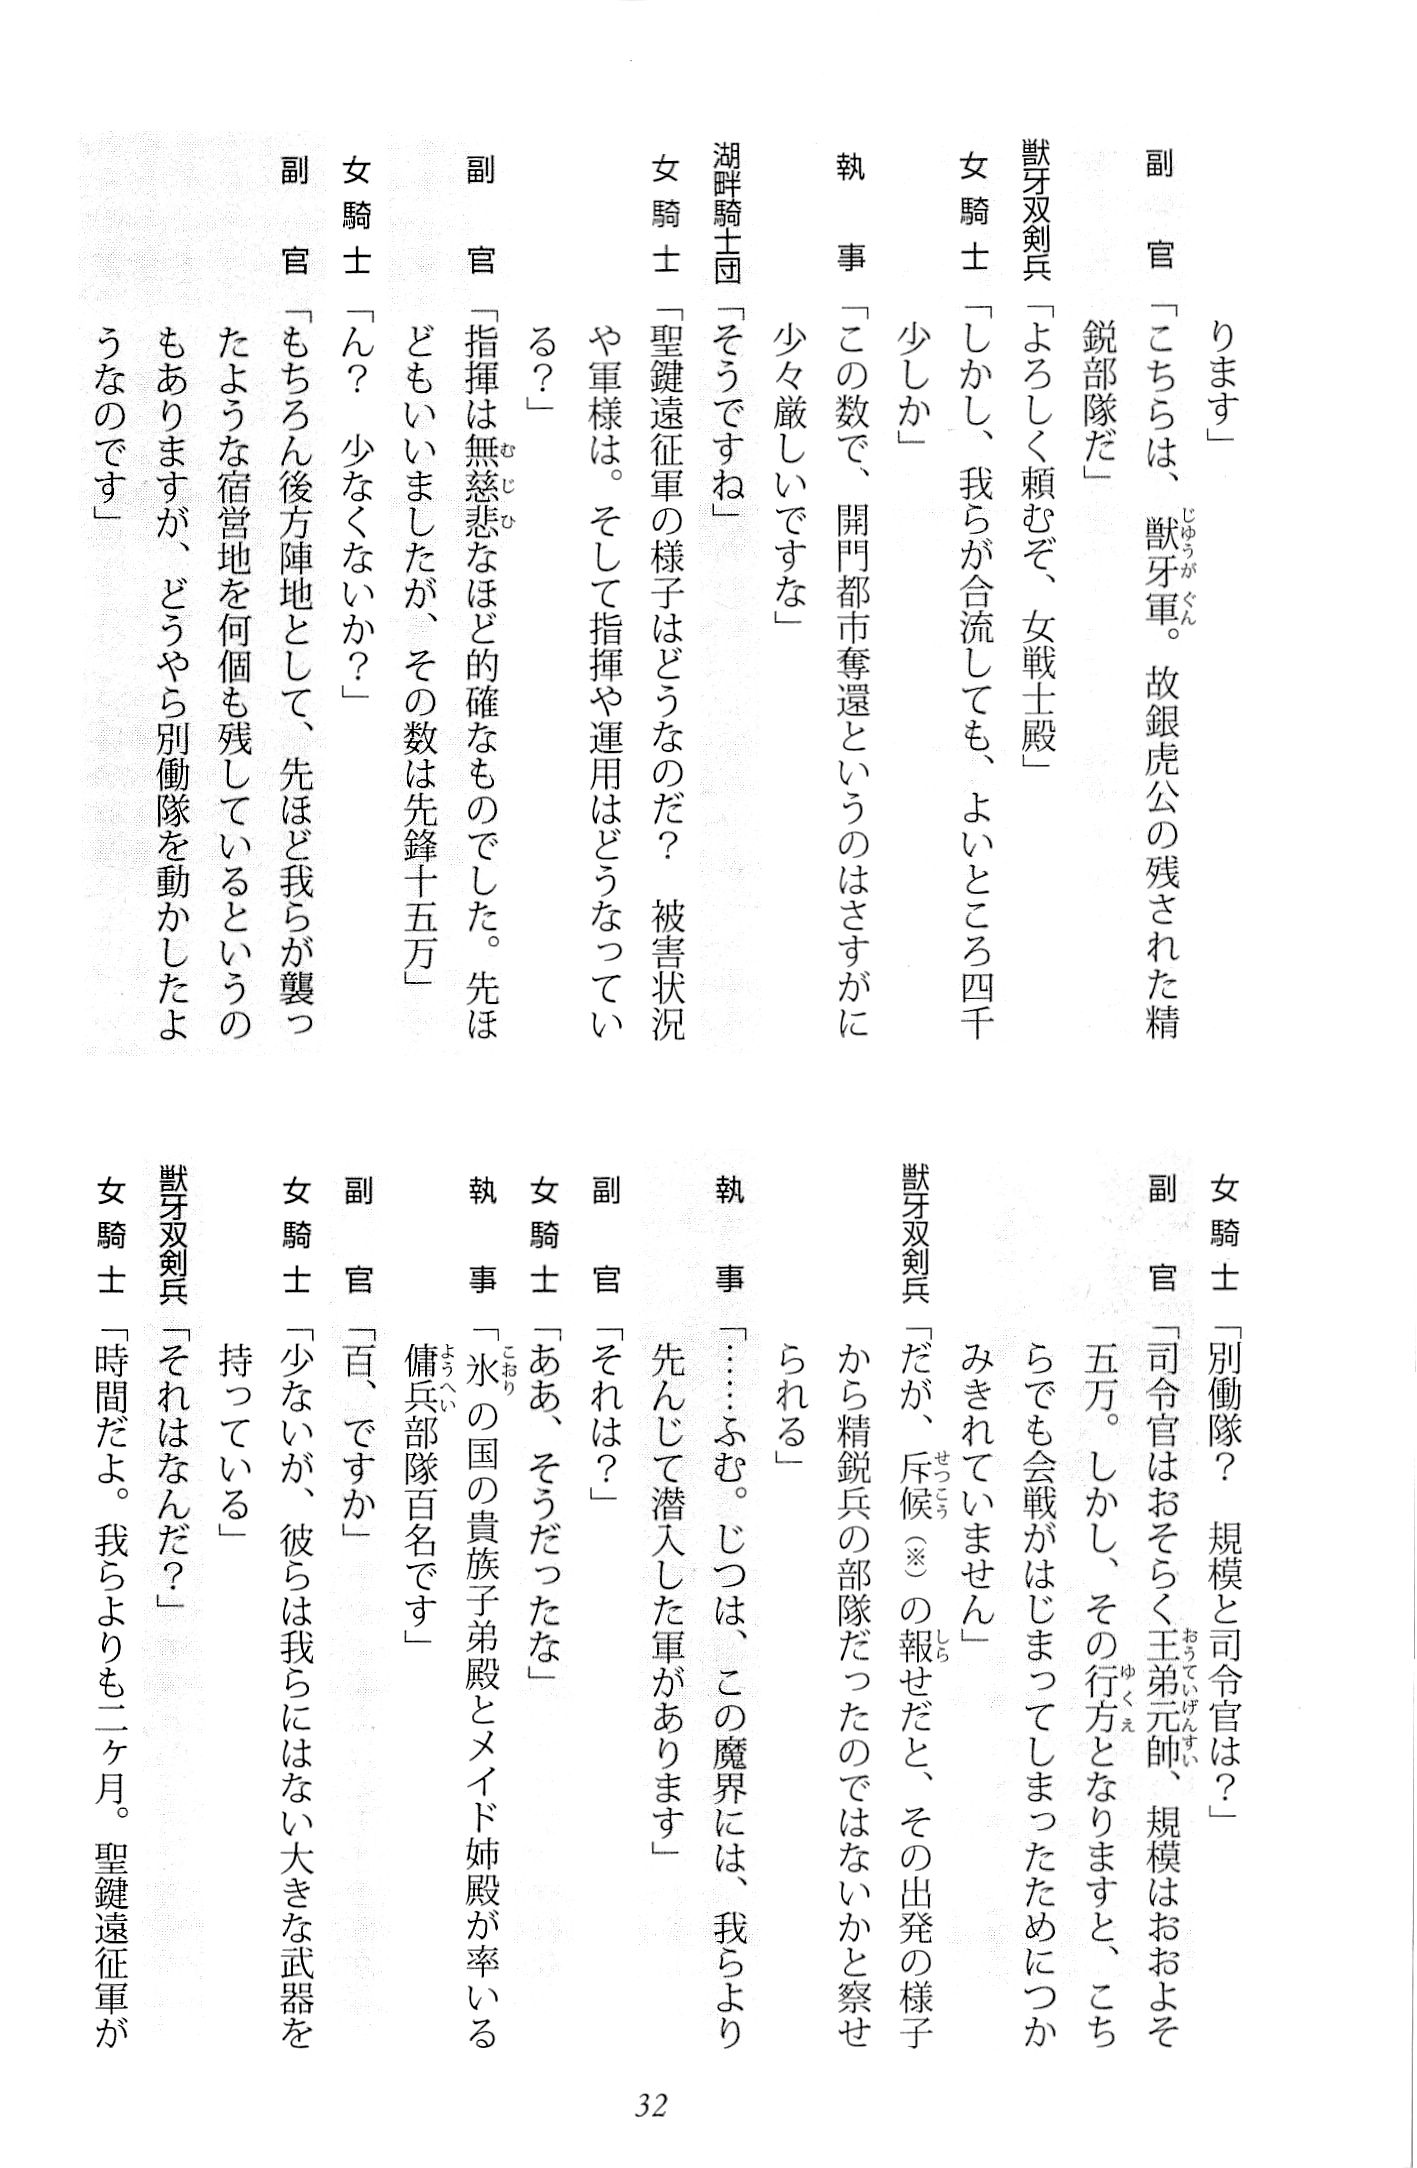 ります」
副官「こちらは、獣牙軍。故銀虎公の残された精
鋭部隊だ」
獣牙双剣兵「よろしく頼むぞ、女戦士殿」
女騎士「しかし、我らが合流しても、よいところ四千
少しか」
執事「この数で、開門都市奪還というのはさすがに
少々厳しいですな」
湖畔騎士団「そうですね」
女騎士「聖鍵遠征軍の様子はどうなのだ？　被害状況
や軍様は。そして指揮や運用はどうなってい
る？」
副官「指揮は無慈悲なほど的確なものでした。先ほ
どもいいましたが、その数は先鋒十五万」
女騎士「ん？　少なくないか？」
副官「もちろん後方陣地として、先ほど我らが襲っ
たような宿営地を何個も残しているというの
もありますが、どうやら別働隊を動かしたよ
うなのです」
女騎士「別働隊？　規模と司令官は？」
副官「司令官はおそらく王弟元帥、規模はおおよそ
五万。しかし、その行方となりますと、こち
らでも会戦がはじまってしまったためにつか
みきれていません」
獣牙双剣兵「だが、斥候（※）の報せだと、その出発の様子
から精鋭兵の部隊だったのではないかと察せ
られる」
執事「……ふむ。じつは、この魔界には、我らより
先んじて潜入した軍があります」
副官「それは？」
女騎士「ああ、そうだったな」
執事「氷の国の貴族子弟殿とメイド姉殿が率いる
傭兵部隊百名です」
副官「百、ですか」
女騎士「少ないが、彼らは我らにはない大きな武器を
持っている」
獣牙双剣兵「それはなんだ？」
女騎士「時間だよ。我らよりも二ヶ月。聖鍵遠征軍が
32